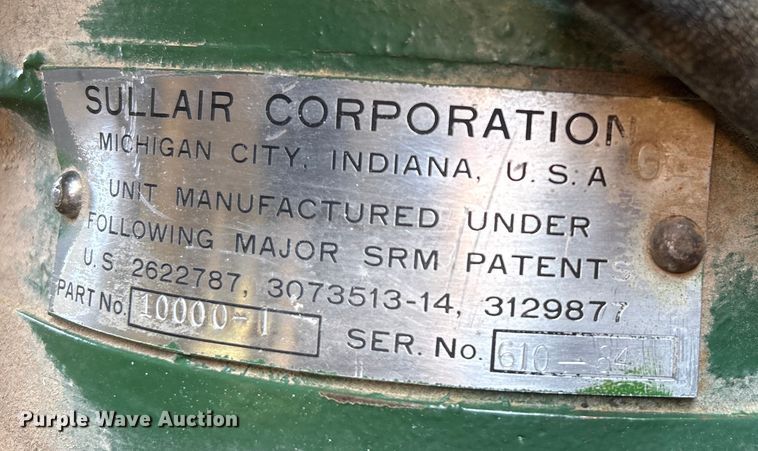 SULLAIR CORPORATION
MICHIGAN CITY, INDIANA, U.S.A
UNIT MANUFACTURED UNDER
FOLLOWING MAJOR SRM PATENTS
U.S 2622787, 3073513-14, 3129877
PART No. 10000-1
SER. No.
Purple Wave Auction